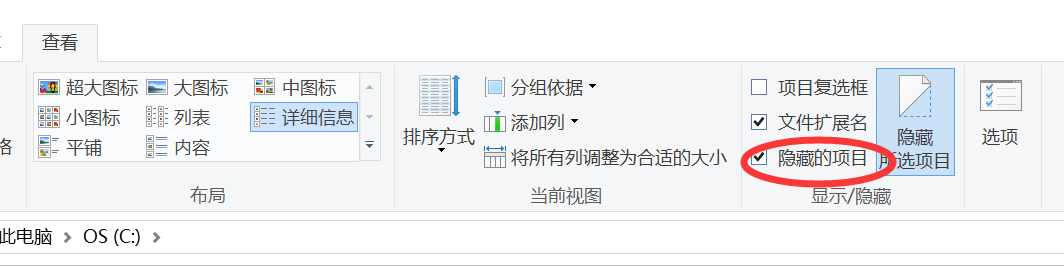 查看
超大图标
大图标
中图标
小图标
列表
详细信息
平铺
内容
布局
排序方式
分组依据
添加列
将所有列调整为合适的大小
当前视图
项目复选框
文件扩展名
隐藏的项目
隐藏
所选项目
显示/隐藏
选项
格
此电脑
OS (C:)